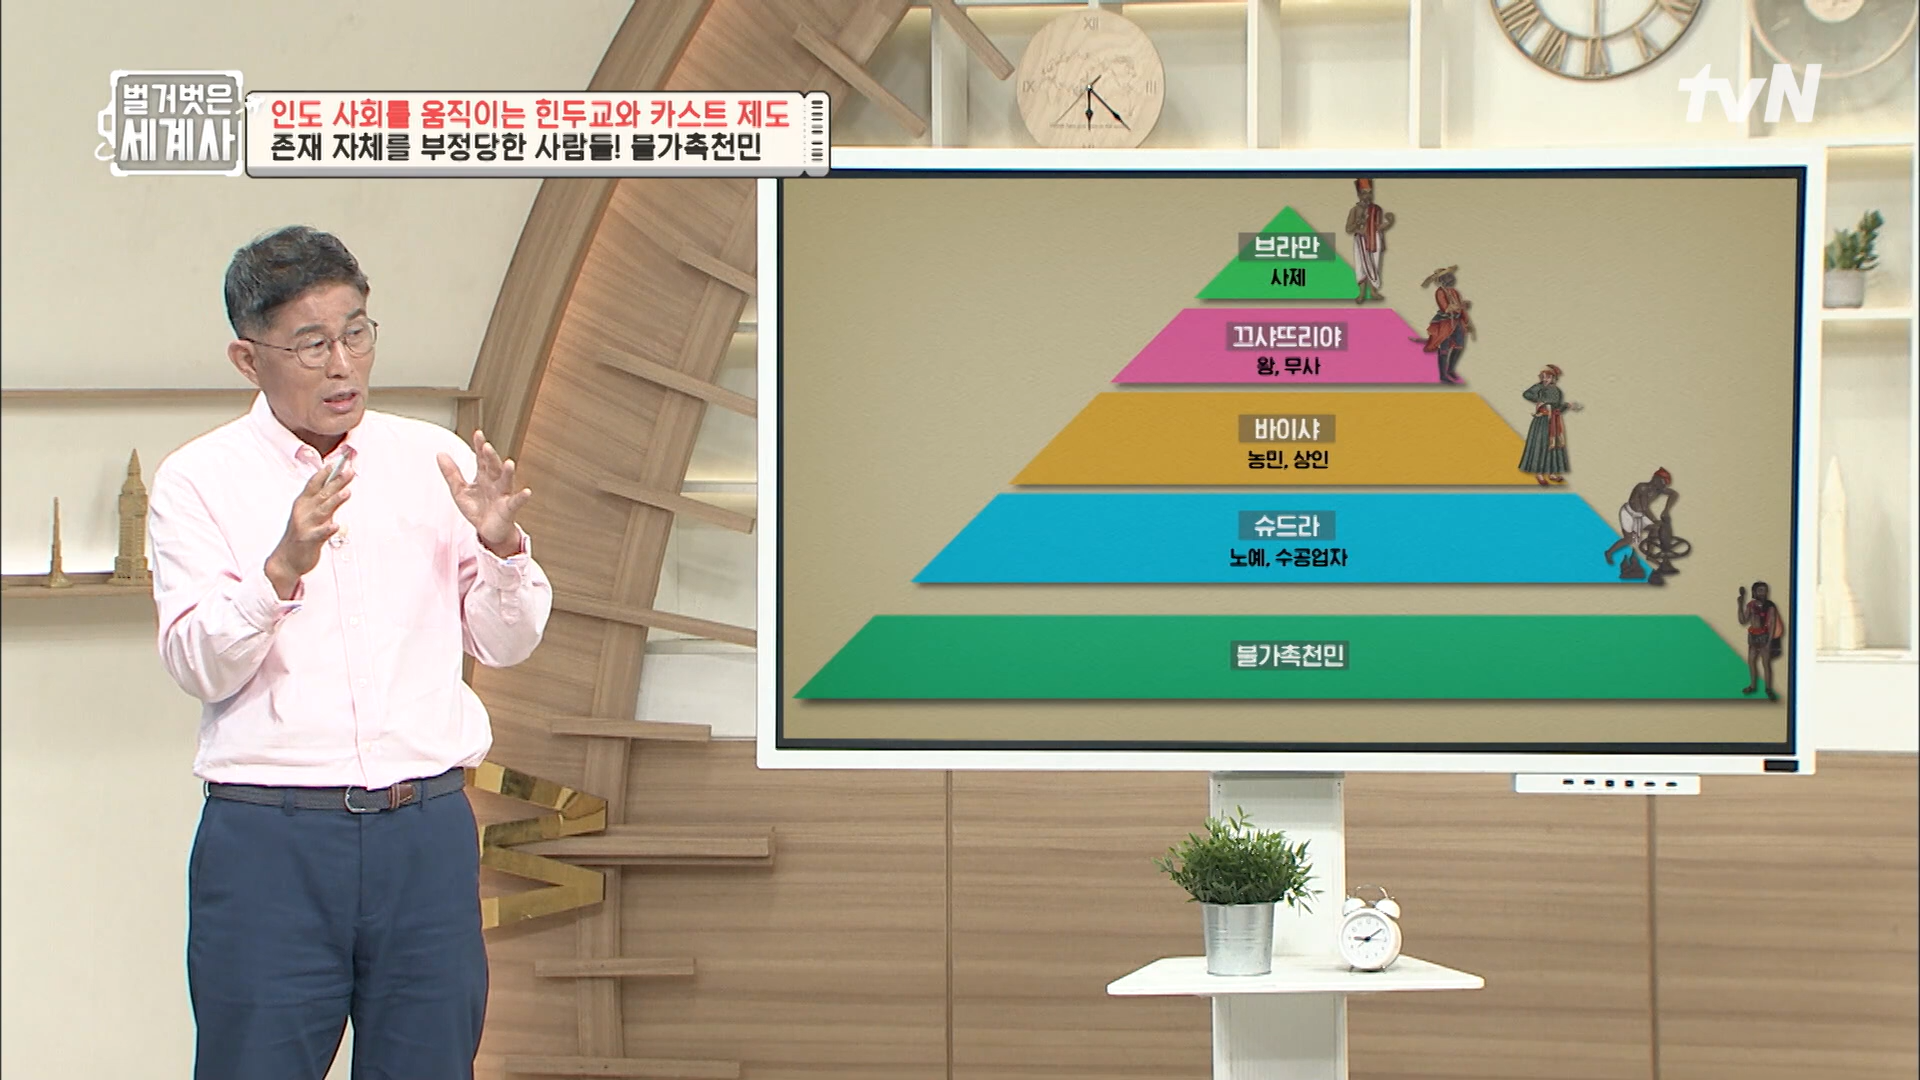 벌거벗은
세계사
인도 사회를 움직이는 힌두교와 카스트 제도
존재 자체를 부정당한 사람들! 불가촉천민
tvN
XII
III
IX
브라만
사제
끄샤뜨리야
왕, 무사
바이샤
농민, 상인
슈드라
노예, 수공업자
불가촉천민